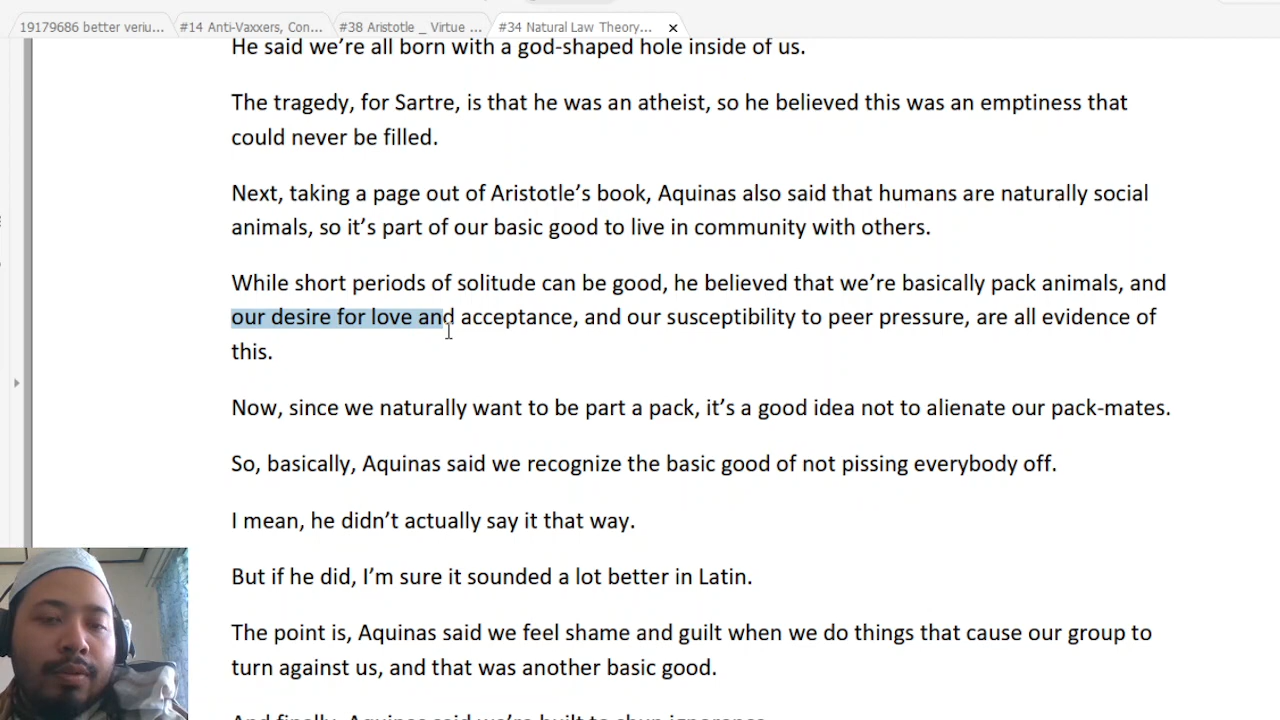 19179686 better veriu... #14 Anti-Vaxxers, Con... #38 Aristotle _ Virtue ... #34 Natural Law Theory...
He said we’re all born with a god-shaped hole inside of us.
The tragedy, for Sartre, is that he was an atheist, so he believed this was an emptiness that
could never be filled.
Next, taking a page out of Aristotle’s book, Aquinas also said that humans are naturally social
animals, so it’s part of our basic good to live in community with others.
While short periods of solitude can be good, he believed that we’re basically pack animals, and
our desire for love and acceptance, and our susceptibility to peer pressure, are all evidence of
this.
Now, since we naturally want to be part a pack, it’s a good idea not to alienate our pack-mates.
So, basically, Aquinas said we recognize the basic good of not pissing everybody off.
I mean, he didn’t actually say it that way.
But if he did, I’m sure it sounded a lot better in Latin.
The point is, Aquinas said we feel shame and guilt when we do things that cause our group to
turn against us, and that was another basic good.
And finally, Aquinas said we’re built to shun ignorance.